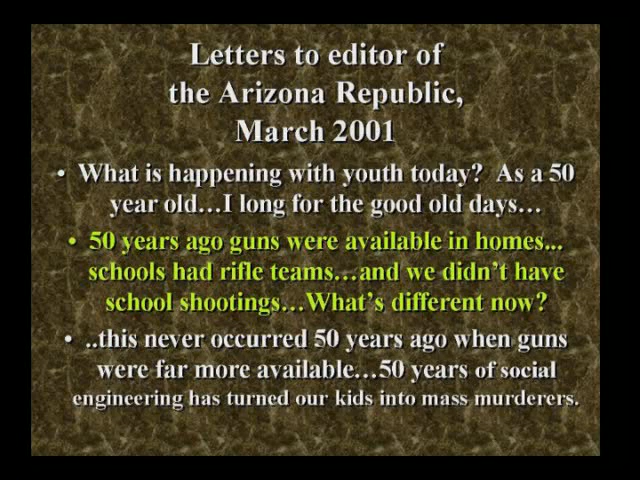 Letters to editor of
the Arizona Republic,
March 2001
• What is happening with youth today?  As a 50
year old…I long for the good old days…
• 50 years ago guns were available in homes...
schools had rifle teams…and we didn't have
school shootings…What's different now?
• ..this never occurred 50 years ago when guns
were far more available…50 years of social
engineering has turned our kids into mass murderers.